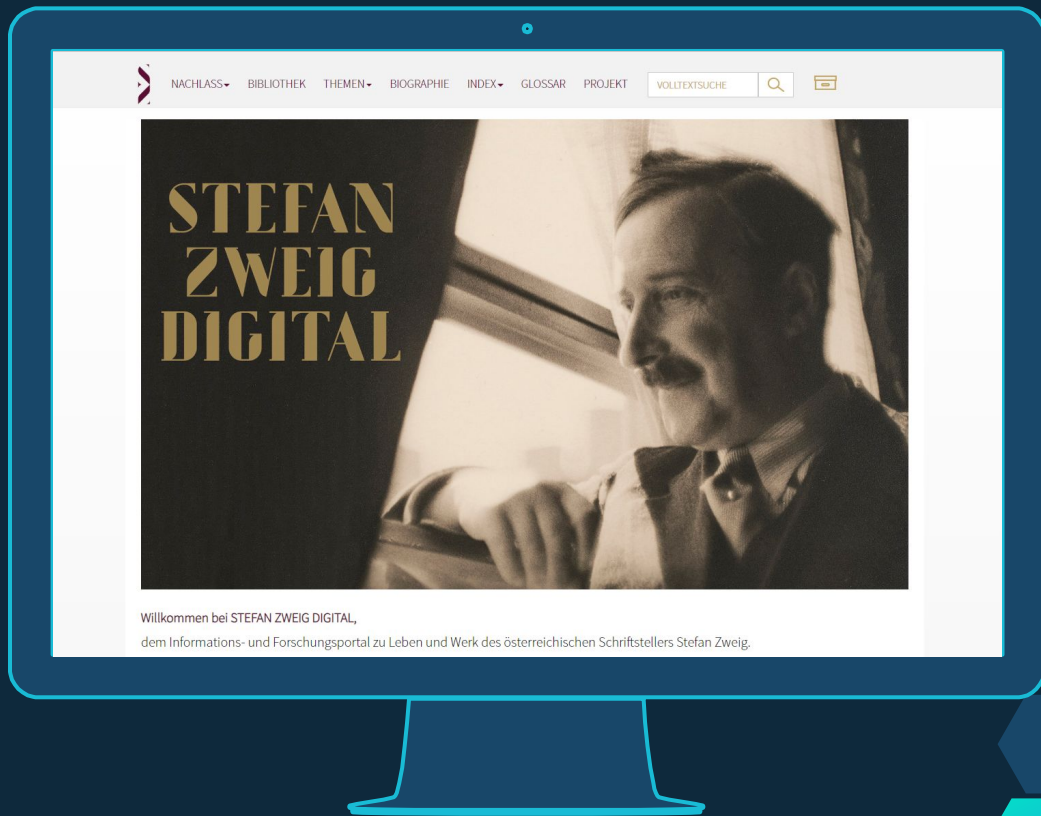 NACHLASS BIBLIOTHEK THEMEN BIOGRAPHIE INDEX GLOSSAR PROJEKT VOLLTEXTSUCHE
STEFAN
ZWEIG
DIGITAL
Willkommen bei STEFAN ZWEIG DIGITAL,
dem Informations- und Forschungsportal zu Leben und Werk des österreichischen Schriftstellers Stefan Zweig.